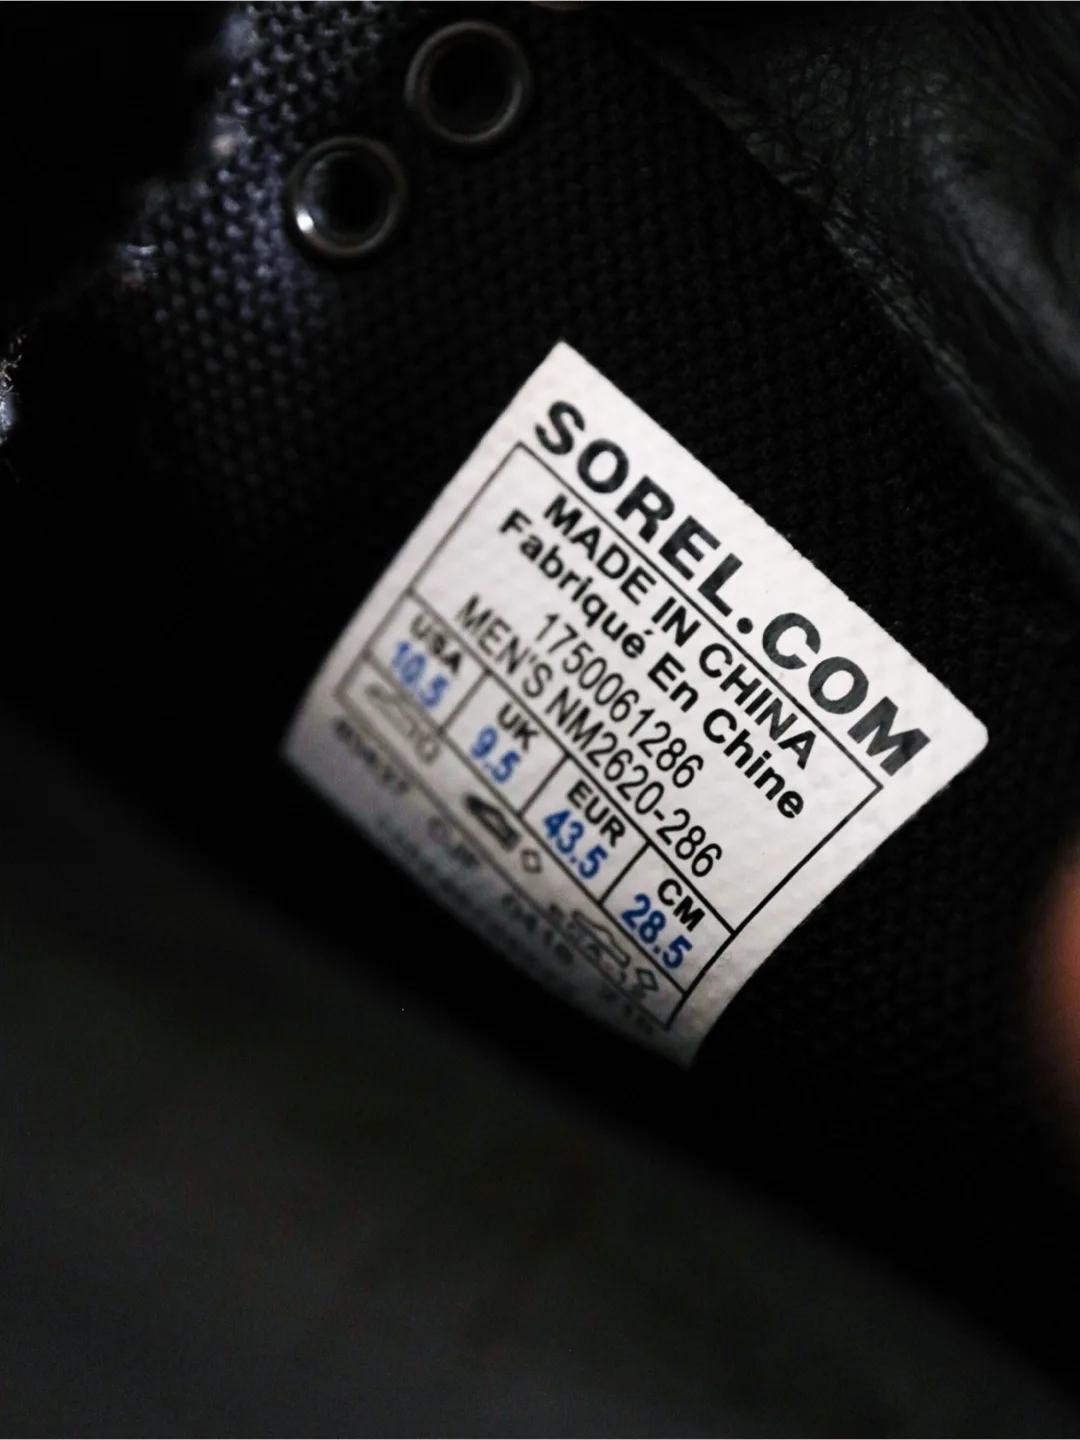 SOREL.COM
MADE IN CHINA
Fabriqué En Chine
1750061286
MEN'S NM2620-286
USA UK EUR CM
10.5 9.5 43.5 28.5